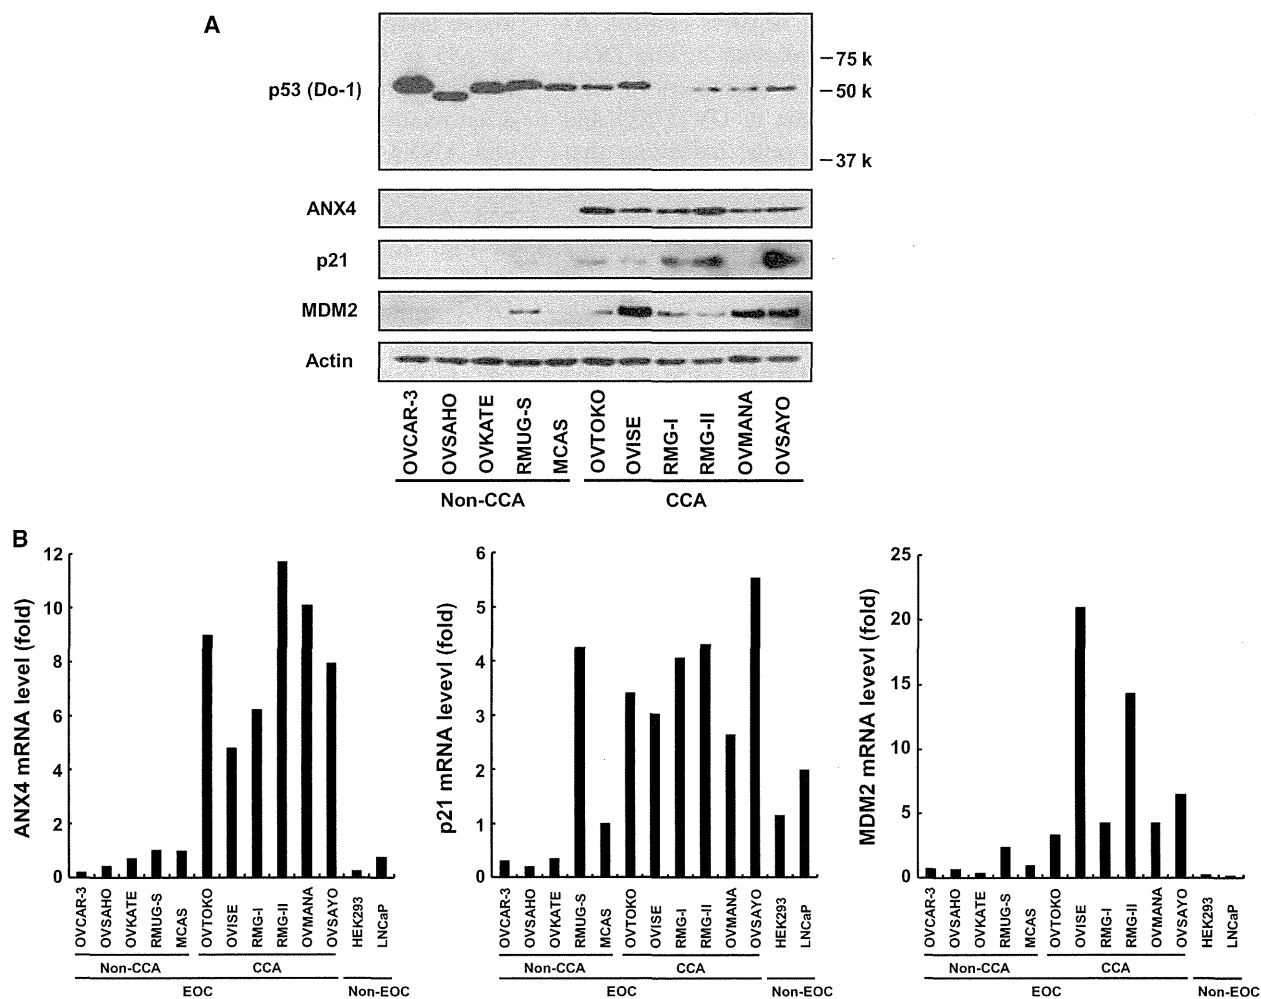 A
p53 (Do-1)
75 k
50 k
37 k
ANX4
p21
MDM2
Actin
OVCAR-3
OVSAHO
OVKATE
RMUG-S
MCAS
OVTOKO
OVISE
RMG-I
RMG-II
OVMANA
OVSAYO
Non-CCA
CCA
B
ANX4 mRNA level (fold)
12
10
8
6
4
2
0
OVCAR-3
OVSAHO
OVKATE
RMUG-S
MCAS
OVTOKO
OVISE
RMG-I
RMG-II
OVMANA
OVSAYO
HEK293
LNCaP
Non-CCA
CCA
EOC
Non-EOC
p21 mRNA levevl (fold)
6
5
4
3
2
1
0
OVCAR-3
OVSAHO
OVKATE
RMUG-S
MCAS
OVTOKO
OVISE
RMG-I
RMG-II
OVMANA
OVSAYO
HEK293
LNCaP
Non-CCA
CCA
EOC
Non-EOC
MDM2 mRNA level (fold)
25
20
15
10
5
0
OVCAR-3
OVSAHO
OVKATE
RMUG-S
MCAS
OVTOKO
OVISE
RMG-I
RMG-II
OVMANA
OVSAYO
HEK293
LNCaP
Non-CCA
CCA
EOC
Non-EOC